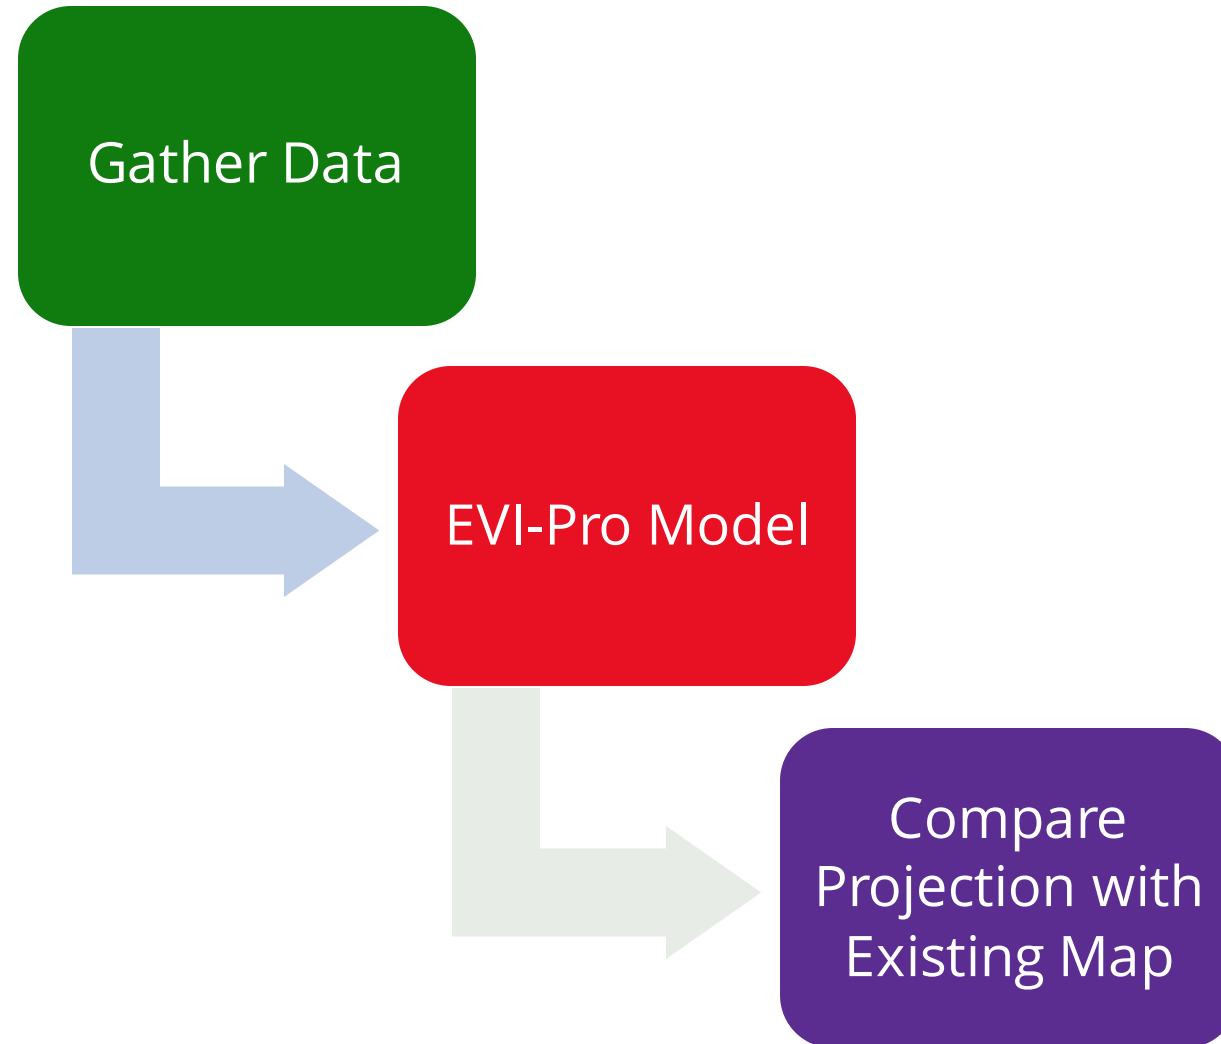 Gather Data
EVI-Pro Model
Compare
Projection with
Existing Map